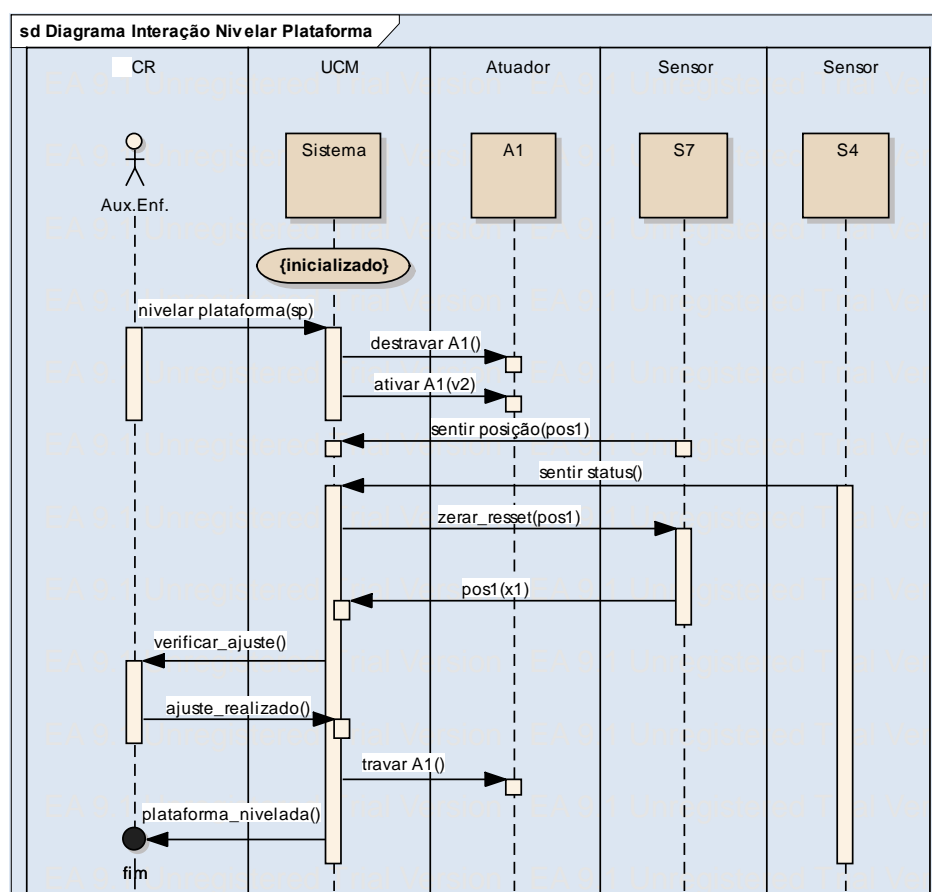 sd Diagrama Interação Nivelar Plataforma
CR
UCM
Atuador
Sensor
Sensor
Aux.Enf.
Sistema
A1
S7
S4
{inicializado}
nivelar plataforma(sp)
destravar A1()
ativar A1(v2)
sentir posição(pos1)
sentir status()
zerar_resset(pos1)
pos1(x1)
verificar_ajuste()
ajuste_realizado()
travar A1()
plataforma_nivelada()
fim